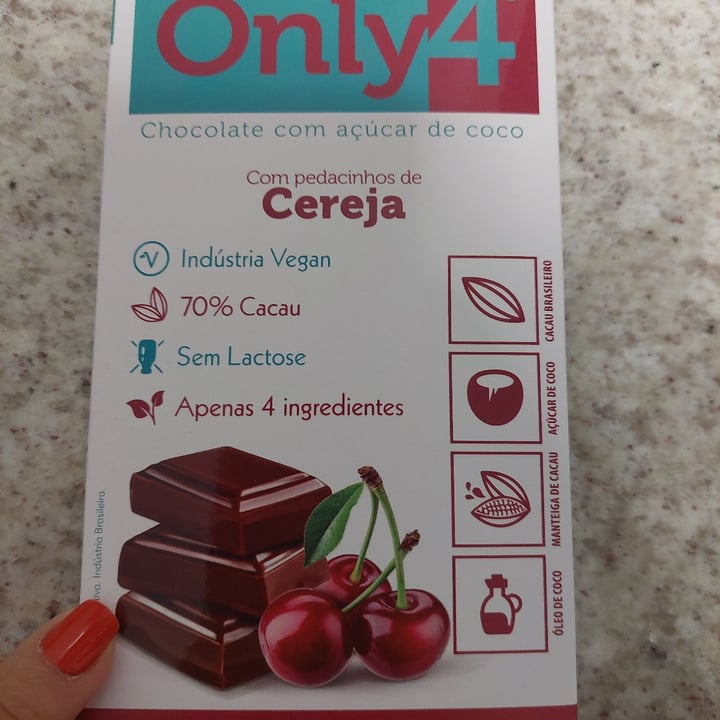 Only4
Chocolate com açúcar de coco
Com pedacinhos de
Cereja
Indústria Vegan
70% Cacau
Sem Lactose
Apenas 4 ingredientes
CACAU BRASILEIRO
AÇÚCAR DE COCO
MANTEIGA DE CACAU
ÓLEO DE COCO
Indústria Brasileira.